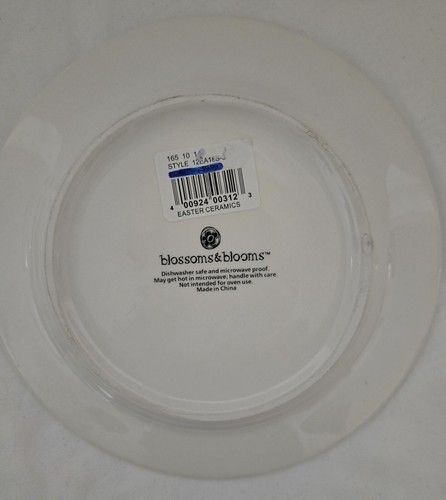 165 10 1
STYLE
4 00924 00312 3
EASTER CERAMICS
blossoms&blooms™
Dishwasher safe and microwave proof.
May get hot in microwave; handle with care.
Not intended for oven use.
Made in China